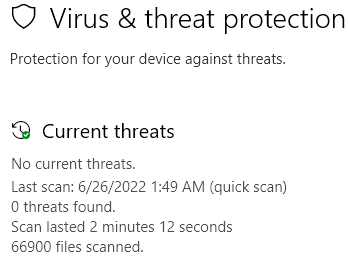 Virus & threat protection
Protection for your device against threats.
Current threats
No current threats.
Last scan: 6/26/2022 1:49 AM (quick scan)
0 threats found.
Scan lasted 2 minutes 12 seconds
66900 files scanned.